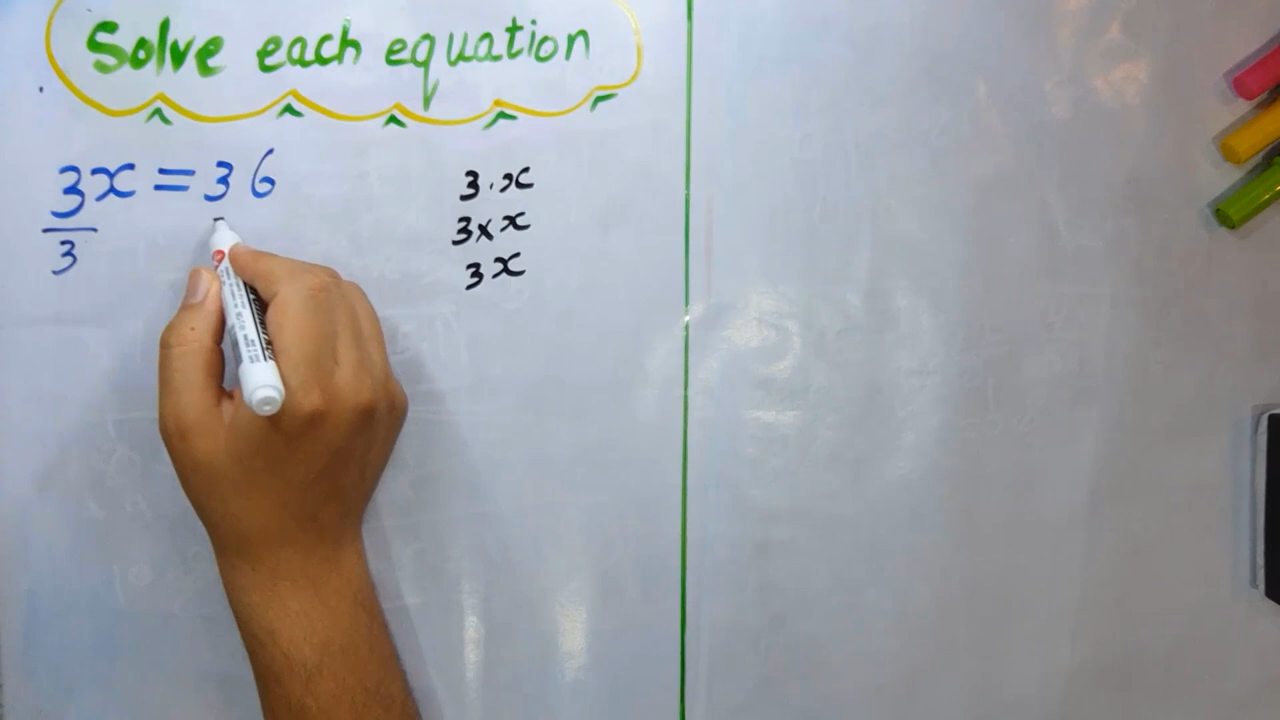 Solve each equation
3x = 36
3
3·x
3×x
3x